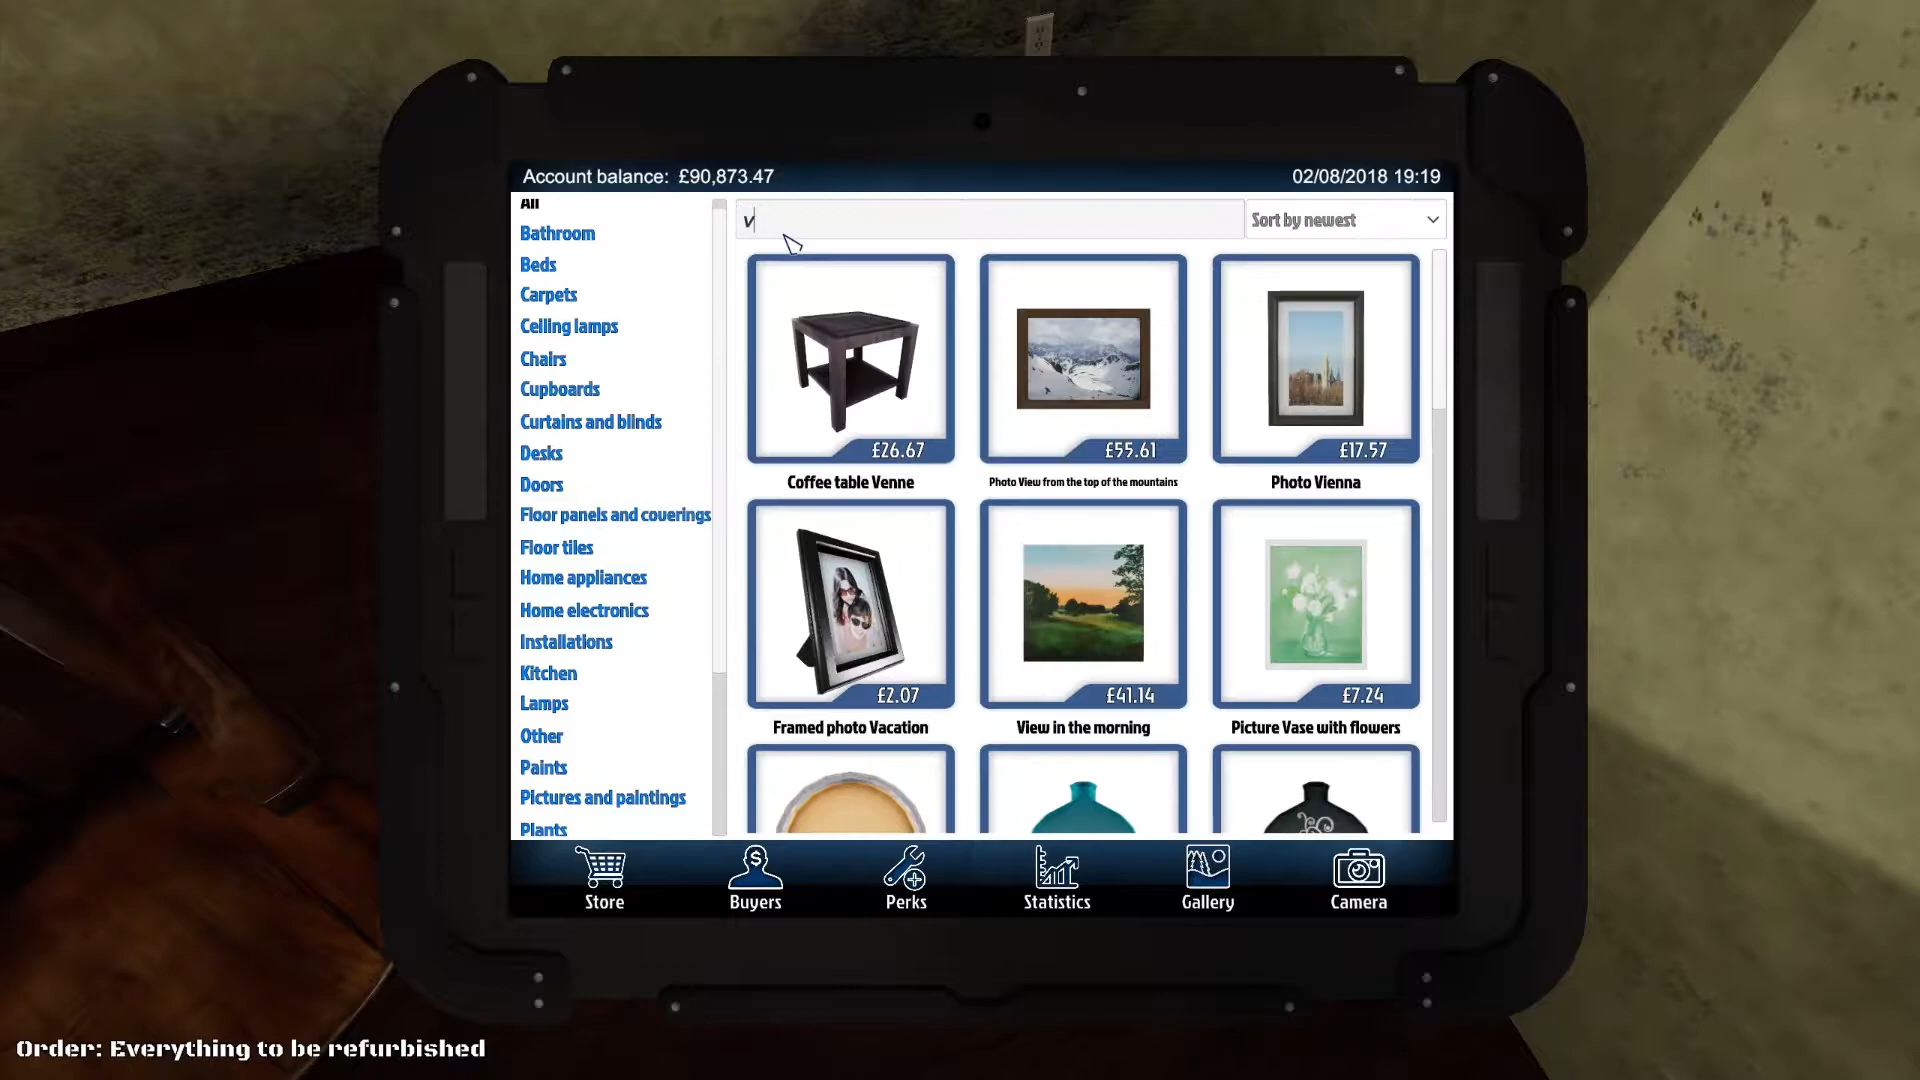 Account balance: £90,873.47
02/08/2018 19:19
All
Bathroom
Beds
Carpets
Ceiling lamps
Chairs
Cupboards
Curtains and blinds
Desks
Doors
Floor panels and coverings
Floor tiles
Home appliances
Home electronics
Installations
Kitchen
Lamps
Other
Paints
Pictures and paintings
Plants
v
Sort by newest
£26.67
£55.61
£17.57
Coffee table Venne
Photo View from the top of the mountains
Photo Vienna
£2.07
£41.14
£7.24
Framed photo Vacation
View in the morning
Picture Vase with flowers
Store
Buyers
Perks
Statistics
Gallery
Camera
Order: Everything to be refurbished